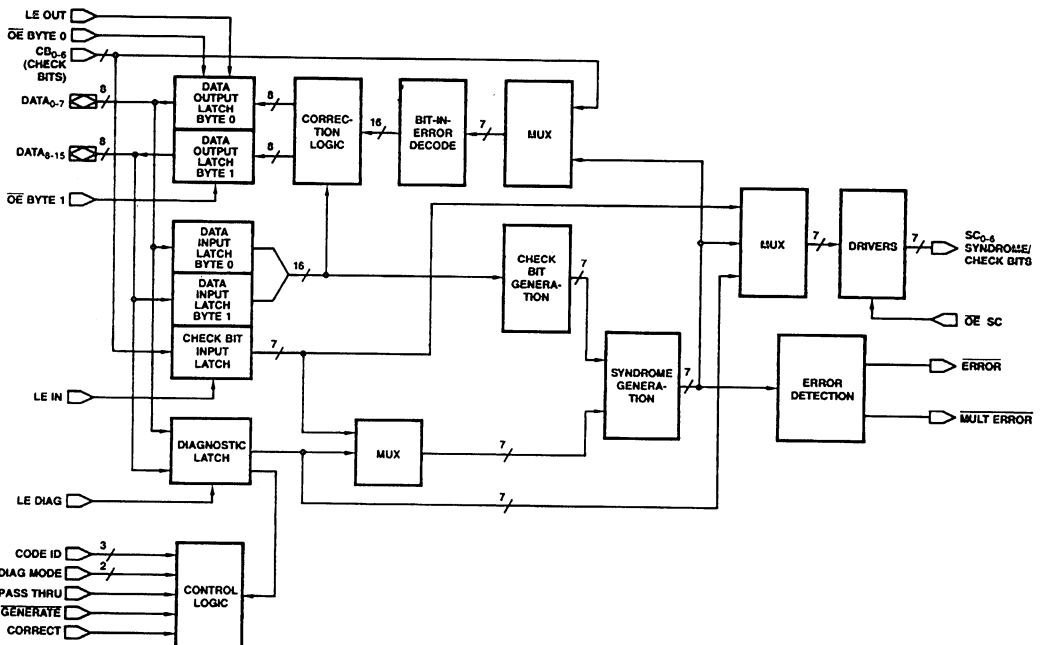 LE OUT
OE BYTE 0
CB0-6
(CHECK
BITS)
DATA0-7
8
DATA8-15
8
OE BYTE 1
DATA
OUTPUT
LATCH
BYTE 0
DATA
OUTPUT
LATCH
BYTE 1
8
8
CORREC-
TION
LOGIC
16
BIT-IN-
ERROR
DECODE
7
MUX
DATA
INPUT
LATCH
BYTE 0
DATA
INPUT
LATCH
BYTE 1
CHECK BIT
INPUT
LATCH
16
7
LE IN
CHECK
BIT
GENERA-
TION
7
SYNDROME
GENERA-
TION
7
MUX
7
DRIVERS
7
SC0-6
SYNDROME/
CHECK BITS
OE SC
ERROR
DETECTION
ERROR
MULT ERROR
DIAGNOSTIC
LATCH
MUX
7
7
LE DIAG
CODE ID
3
DIAG MODE
2
PASS THRU
GENERATE
CORRECT
CONTROL
LOGIC